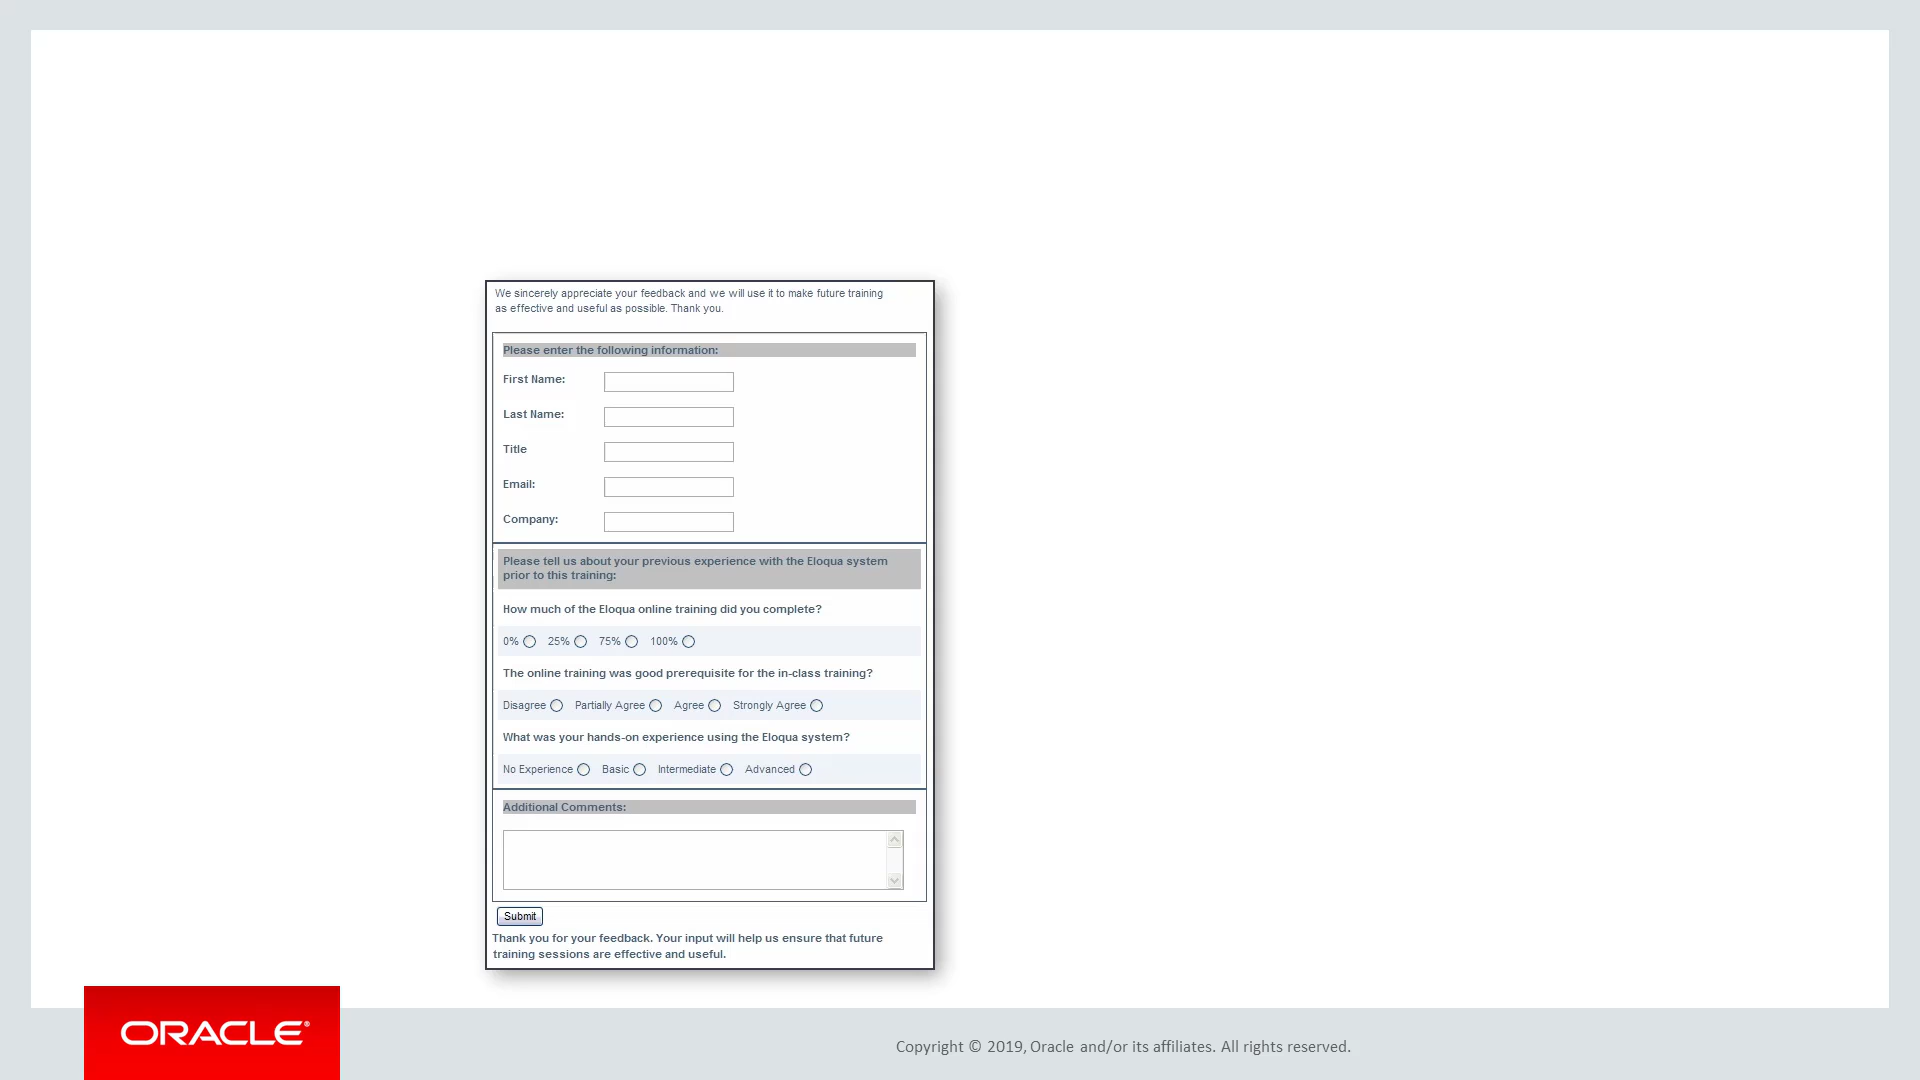 We sincerely appreciate your feedback and we will use it to make future training
as effective and useful as possible. Thank you.
Please enter the following information:
First Name:
Last Name:
Title
Email:
Company:
Please tell us about your previous experience with the Eloqua system
prior to this training:
How much of the Eloqua online training did you complete?
0% 25% 75% 100%
The online training was good prerequisite for the in-class training?
Disagree Partially Agree Agree Strongly Agree
What was your hands-on experience using the Eloqua system?
No Experience Basic Intermediate Advanced
Additional Comments:
Submit
Thank you for your feedback. Your input will help us ensure that future
training sessions are effective and useful.
ORACLE®
Copyright © 2019, Oracle and/or its affiliates. All rights reserved.